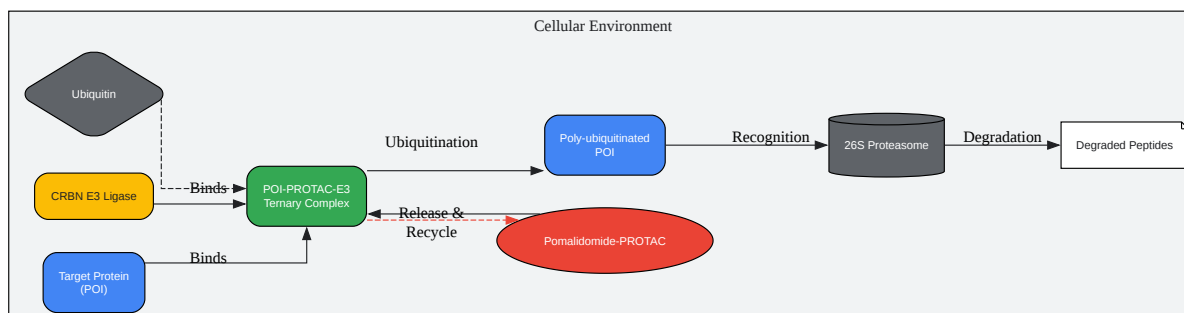 Cellular Environment
Ubiquitin
CRBN E3 Ligase
Binds
Target Protein
(POI)
Binds
POI-PROTAC-E3
Ternary Complex
Ubiquitination
Release &
Recycle
Poly-ubiquitinated
POI
Pomalidomide-PROTAC
Recognition
26S Proteasome
Degradation
Degraded Peptides